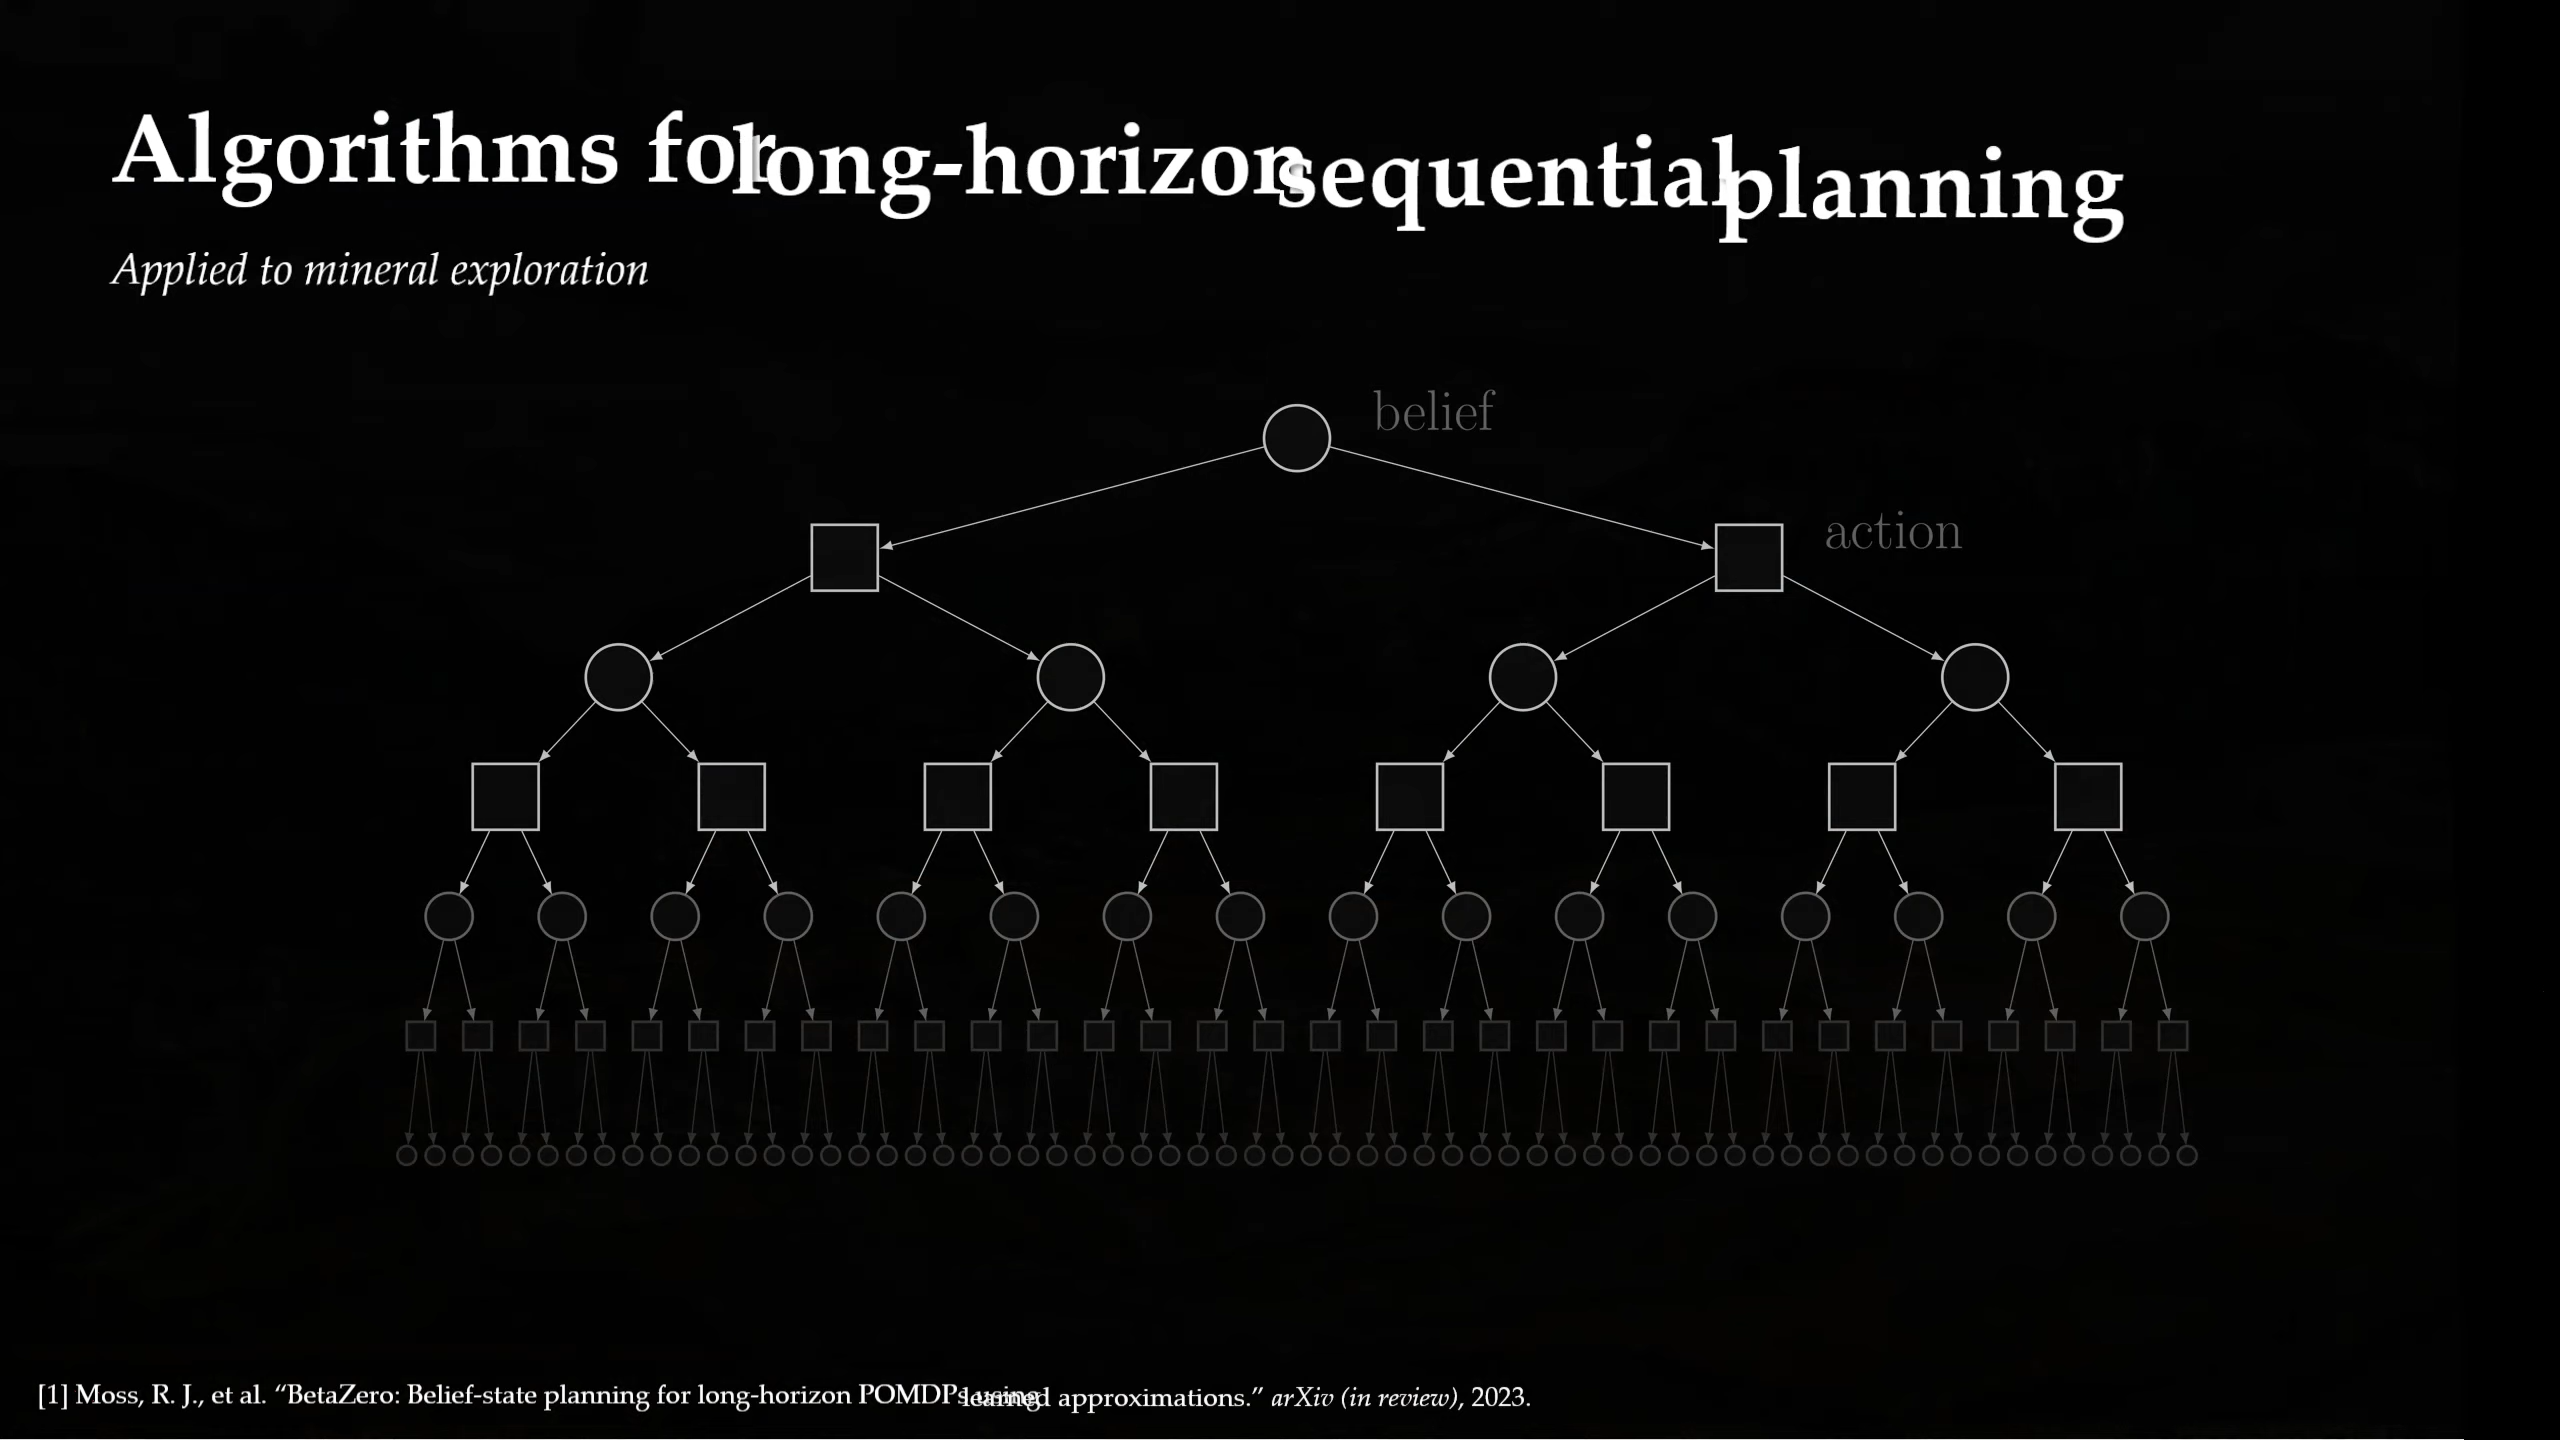 Algorithms for long-horizon sequential planning
Applied to mineral exploration
belief
action
[1] Moss, R. J., et al. “BetaZero: Belief-state planning for long-horizon POMDPs using learned approximations.” arXiv (in review), 2023.